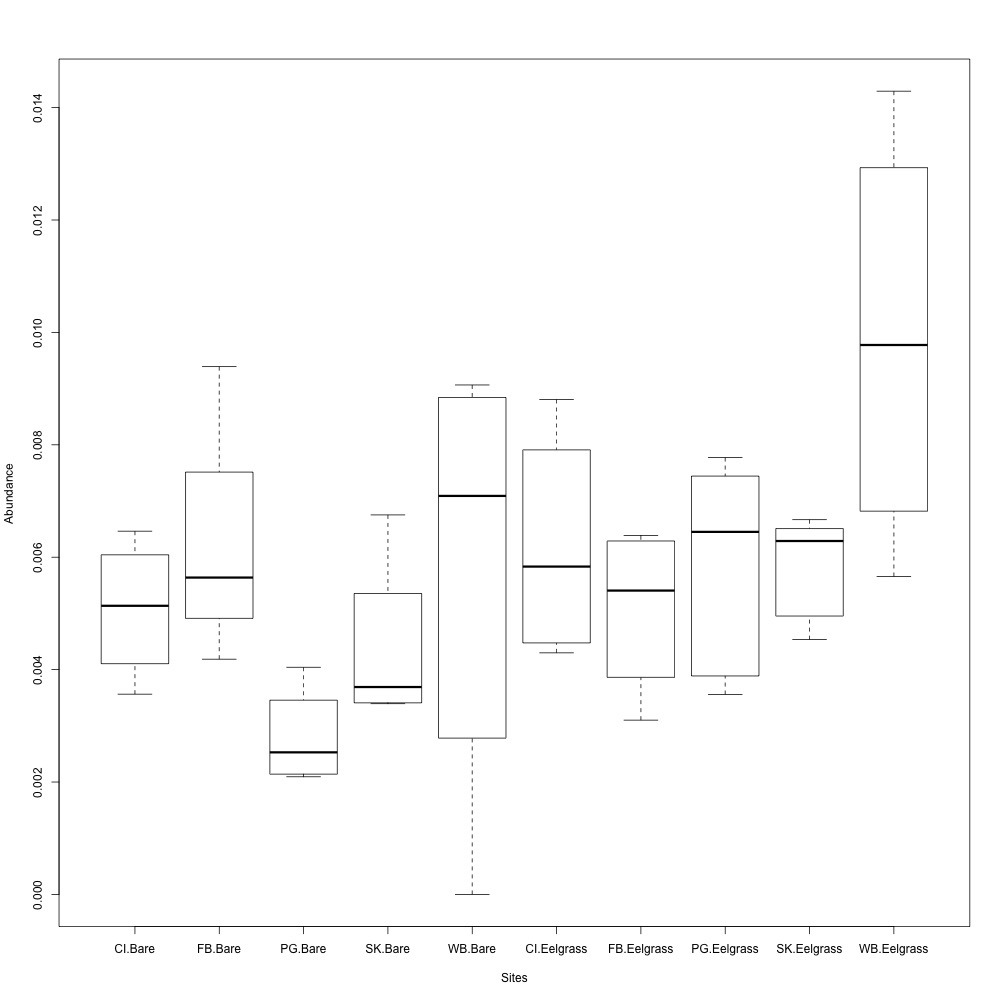 Abundance
0.014
0.012
0.010
0.008
0.006
0.004
0.002
0.000
CI.Bare FB.Bare PG.Bare SK.Bare WB.Bare CI.Eelgrass FB.Eelgrass PG.Eelgrass SK.Eelgrass WB.Eelgrass
Sites